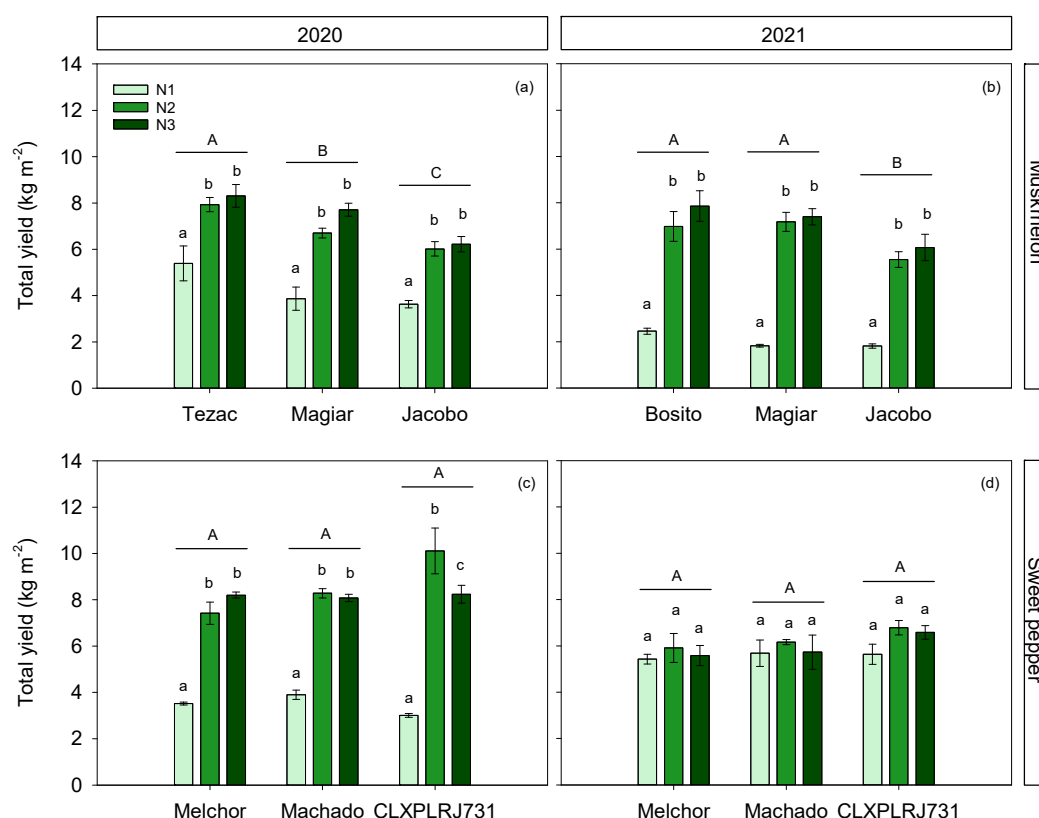 2020
2021
Total yield (kg m⁻²)
14
12
10
8
6
4
2
0
N1
N2
N3
(a)
A
B
C
a b b
a b b
a b b
Tezac Magiar Jacobo
(b)
A
A
B
a b b
a b b
a b b
Bosito Magiar Jacobo
Muskmelon
Total yield (kg m⁻²)
14
12
10
8
6
4
2
0
(c)
A
A
A
a b b
a b b
a b c
Melchor Machado CLXPLRJ731
(d)
A
A
A
a a a
a a a
a a a
Melchor Machado CLXPLRJ731
Sweet pepper